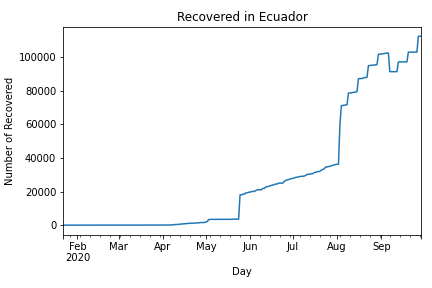 Recovered in Ecuador
Number of Recovered
100000
80000
60000
40000
20000
0
Feb Mar Apr May Jun Jul Aug Sep
2020
Day